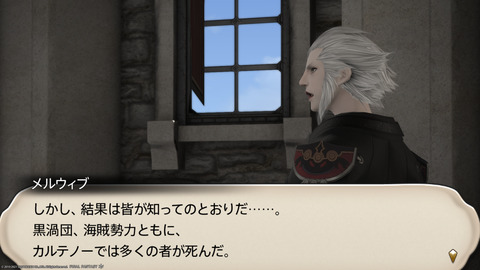 メルウィブ
しかし、結果は皆が知ってのとおりだ……。
黒渦団、海賊勢力ともに、
カルテノーでは多くの者が死んだ。